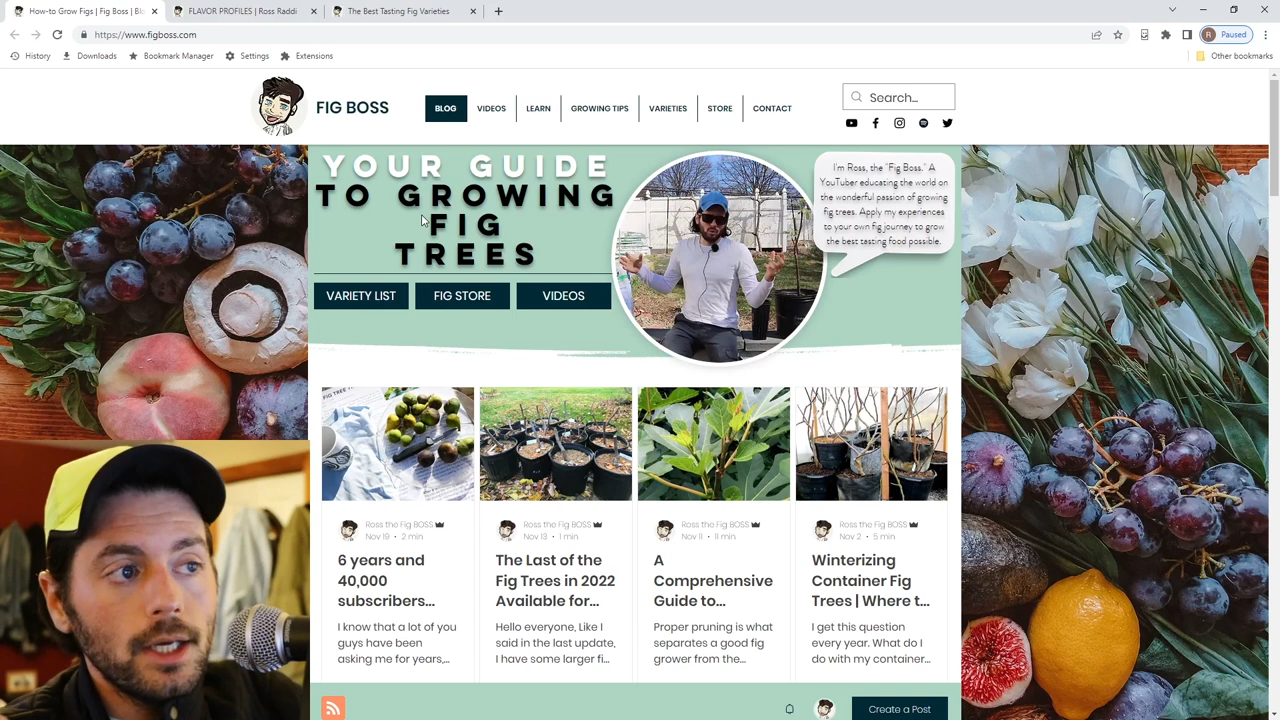 How-to Grow Figs | Fig Boss | Blo
FLAVOR PROFILES | Ross Raddi
The Best Tasting Fig Varieties
https://www.figboss.com
R Paused
History
Downloads
Bookmark Manager
Settings
Extensions
Other bookmarks
FIG BOSS
BLOG
VIDEOS
LEARN
GROWING TIPS
VARIETIES
STORE
CONTACT
Search...
YOUR GUIDE
TO GROWING
FIG
TREES
VARIETY LIST
FIG STORE
VIDEOS
I'm Ross, the "Fig Boss." A
YouTuber educating the world on
the wonderful passion of growing
fig trees. Apply my experiences
to your own fig journey to grow
the best tasting food possible.
Ross the Fig BOSS
Nov 19 • 2 min
6 years and
40,000
subscribers...
I know that a lot of you
guys have been
asking me for years,...
Ross the Fig BOSS
Nov 13 • 1 min
The Last of the
Fig Trees in 2022
Available for...
Hello everyone, Like I
said in the last update,
I have some larger fi...
Ross the Fig BOSS
Nov 11 • 11 min
A
Comprehensive
Guide to...
Proper pruning is what
separates a good fig
grower from the...
Ross the Fig BOSS
Nov 2 • 5 min
Winterizing
Container Fig
Trees | Where t...
I get this question
every year. What do I
do with my container...
Create a Post